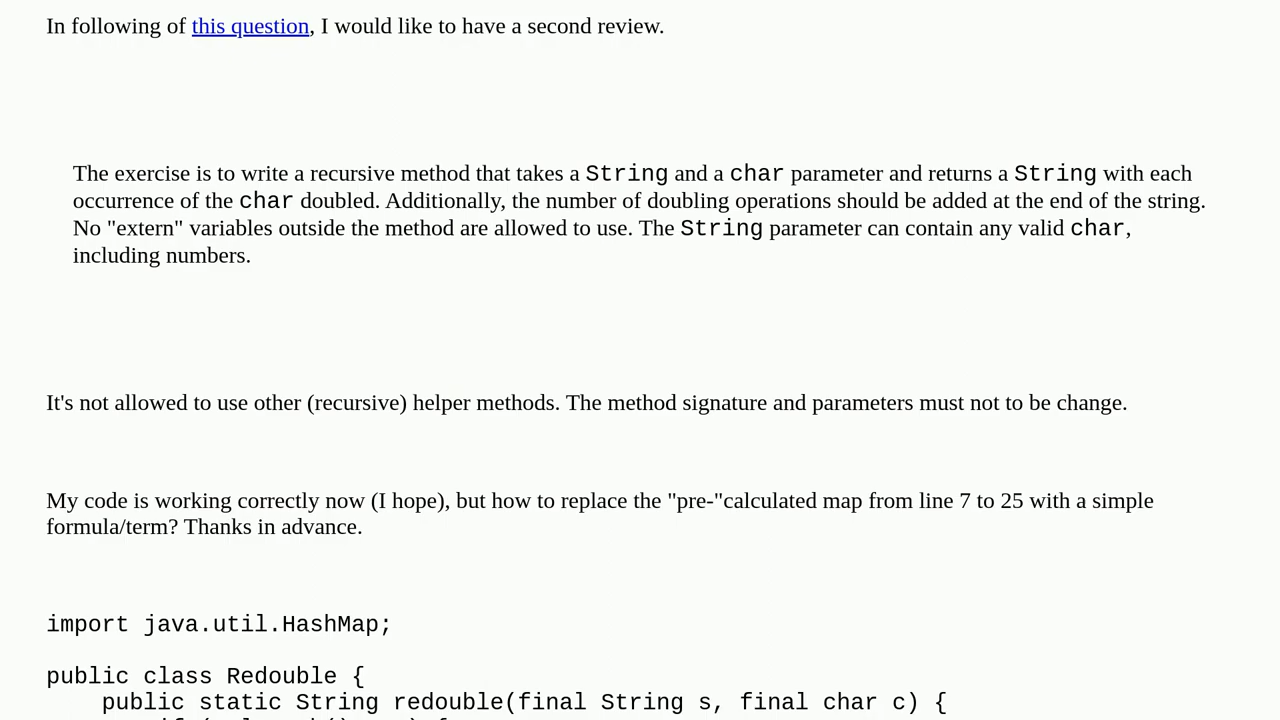 In following of this question, I would like to have a second review.
The exercise is to write a recursive method that takes a String and a char parameter and returns a String with each
occurrence of the char doubled. Additionally, the number of doubling operations should be added at the end of the string.
No "extern" variables outside the method are allowed to use. The String parameter can contain any valid char,
including numbers.
It's not allowed to use other (recursive) helper methods. The method signature and parameters must not to be change.
My code is working correctly now (I hope), but how to replace the "pre-"calculated map from line 7 to 25 with a simple
formula/term? Thanks in advance.
import java.util.HashMap;
public class Redouble {
    public static String redouble(final String s, final char c) {